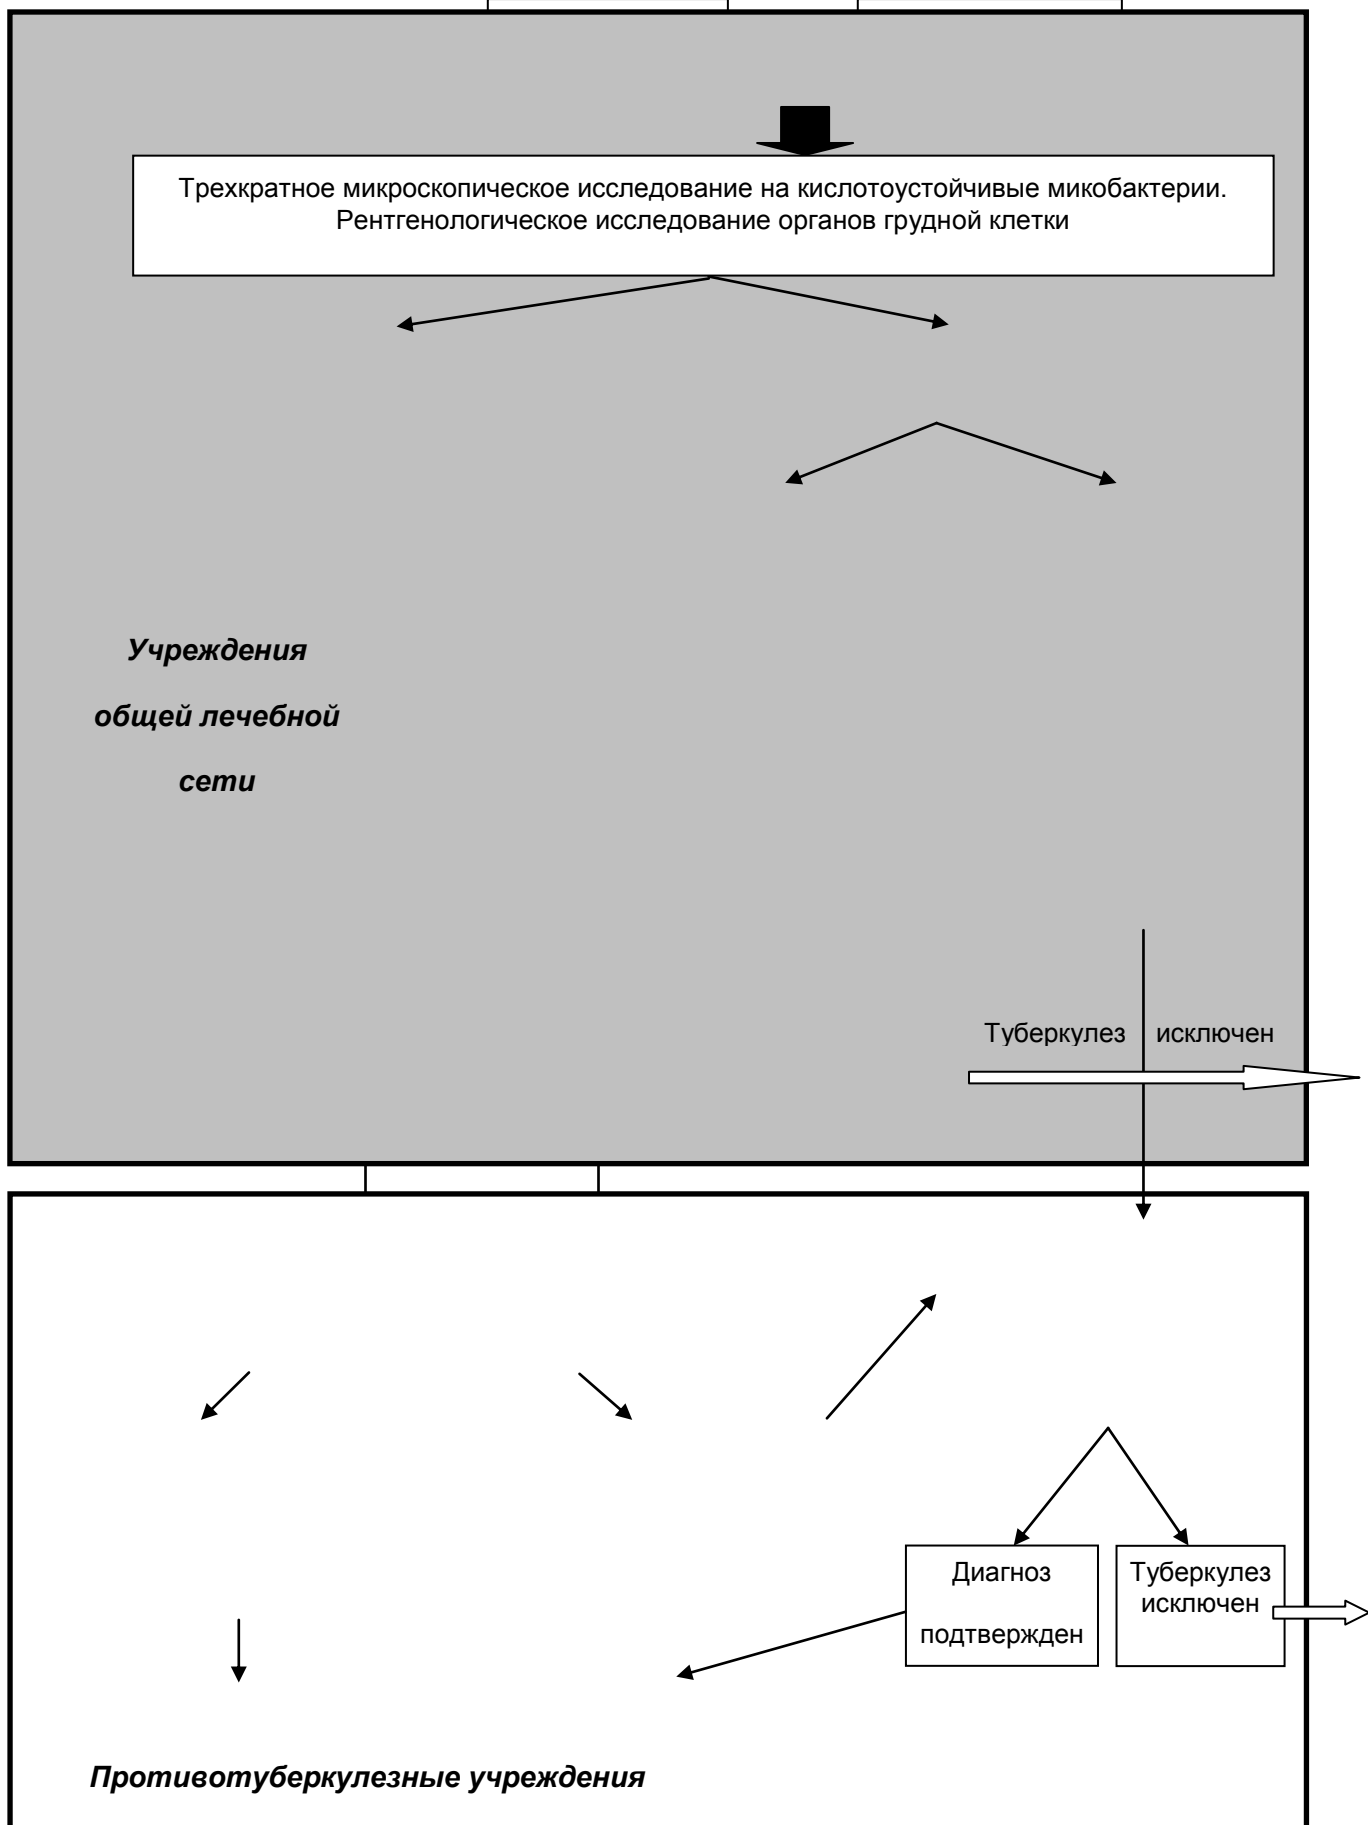 Трехкратное микроскопическое исследование на кислотоустойчивые микобактерии.
Рентгенологическое исследование органов грудной клетки
Учреждения
общей лечебной
сети
Туберкулез исключен
Диагноз
подтвержден
Туберкулез
исключен
Противотуберкулезные учреждения